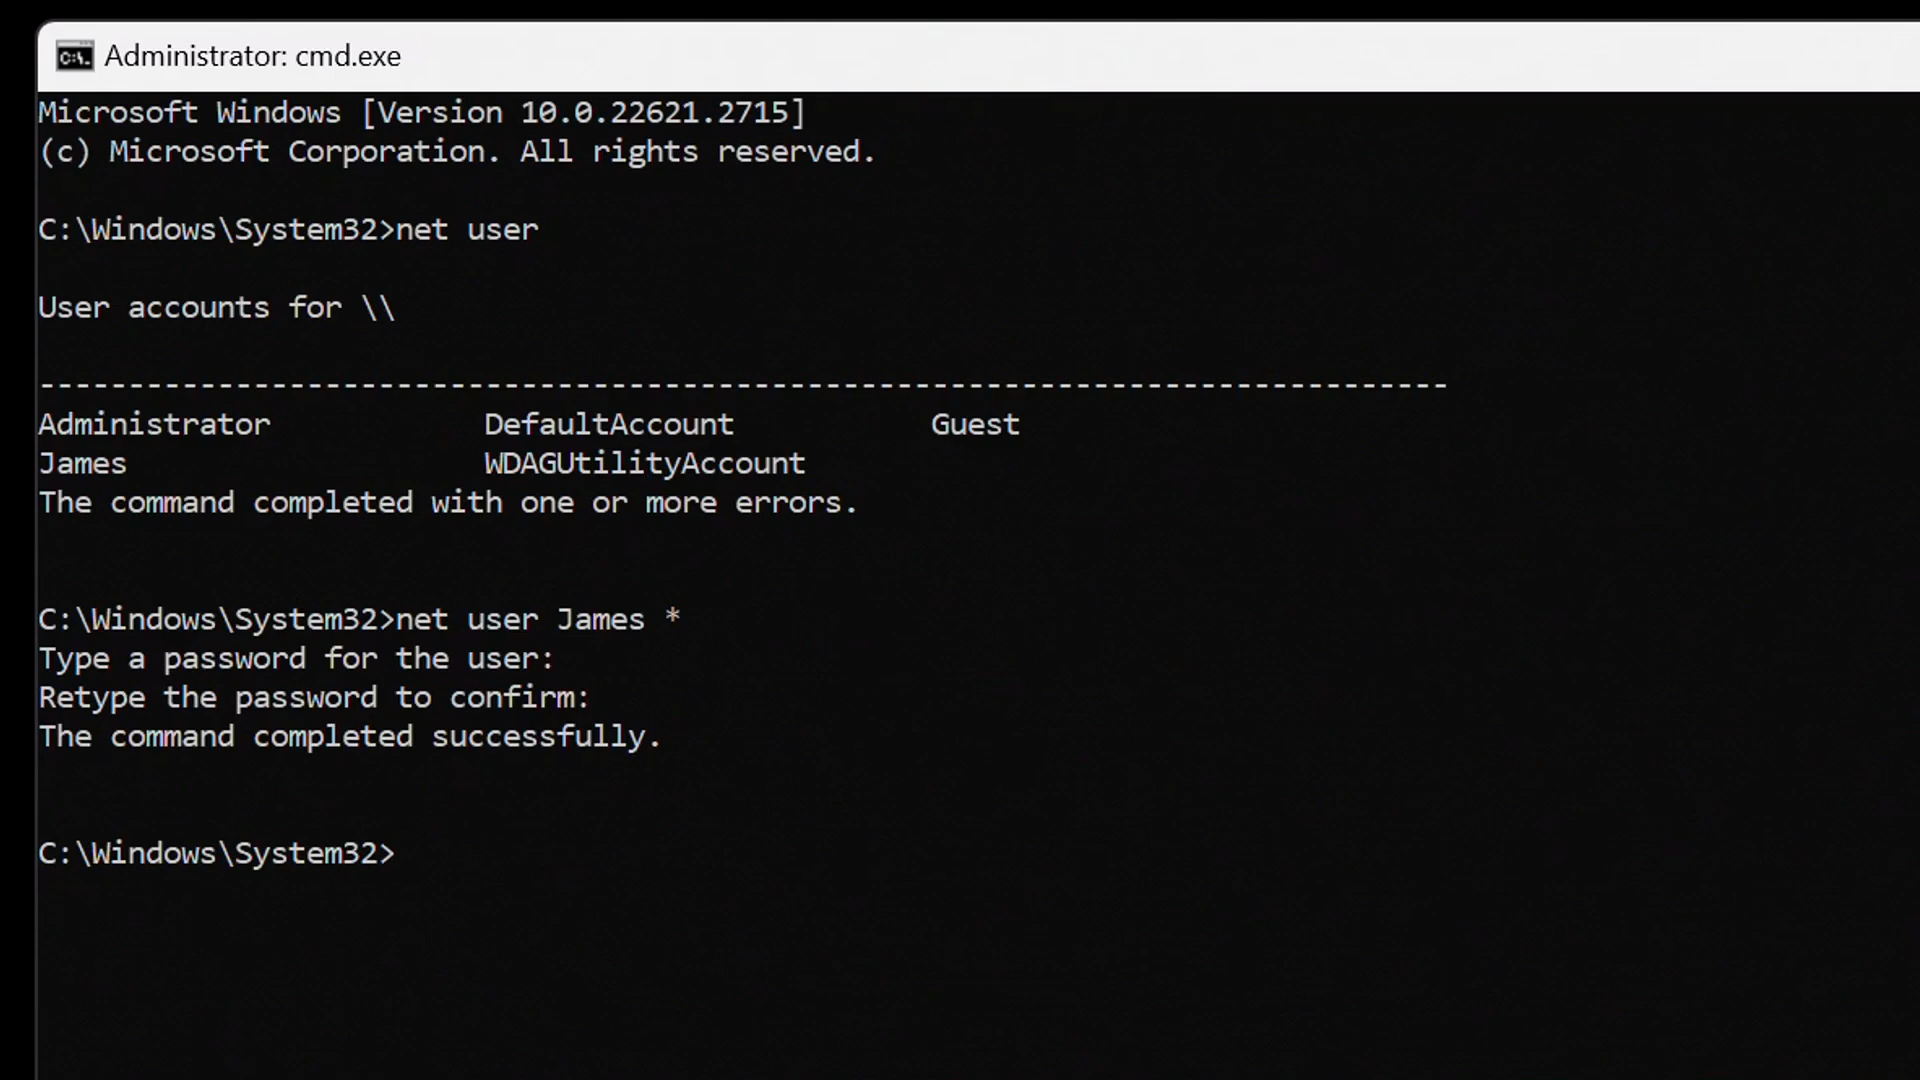 Administrator: cmd.exe
Microsoft Windows [Version 10.0.22621.2715]
(c) Microsoft Corporation. All rights reserved.
C:\Windows\System32>net user
User accounts for \\
-------------------------------------------------------------------------------
Administrator            DefaultAccount           Guest
James                    WDAGUtilityAccount
The command completed with one or more errors.
C:\Windows\System32>net user James *
Type a password for the user:
Retype the password to confirm:
The command completed successfully.
C:\Windows\System32>